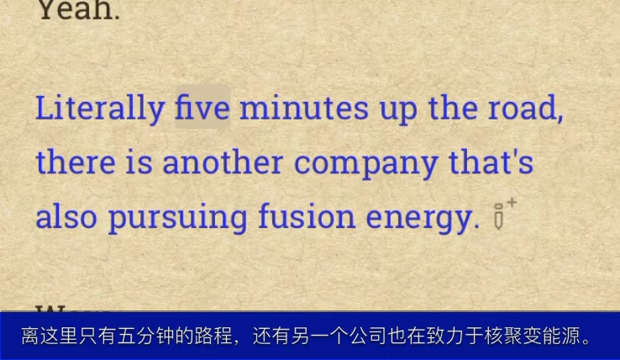 Yeah.
Literally five minutes up the road,
there is another company that's
also pursuing fusion energy.
离这里只有五分钟的路程，还有另一个公司也在致力于核聚变能源。